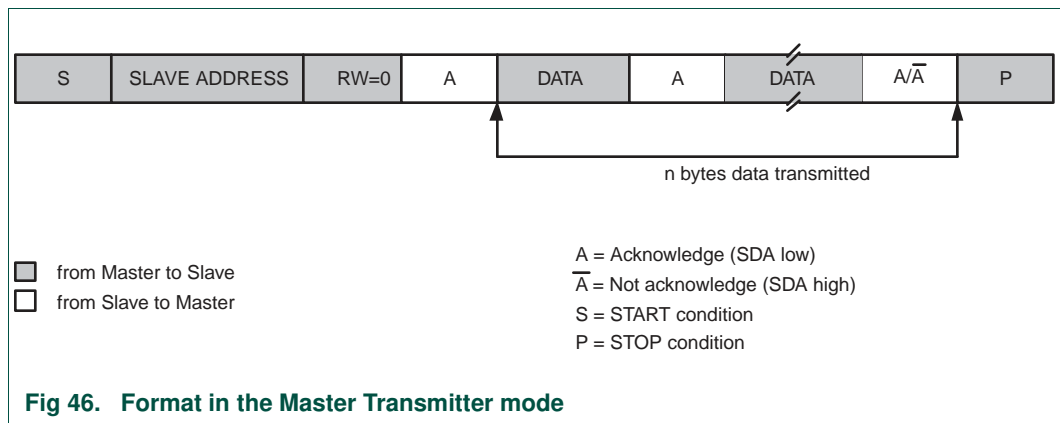 S SLAVE ADDRESS RW=0 A DATA A DATA A/A̅ P
n bytes data transmitted
from Master to Slave
from Slave to Master
A = Acknowledge (SDA low)
A̅ = Not acknowledge (SDA high)
S = START condition
P = STOP condition
Fig 46. Format in the Master Transmitter mode